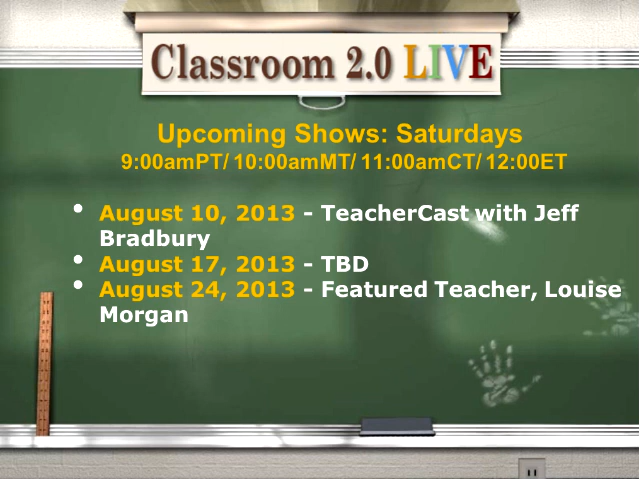 Classroom 2.0 LIVE
Upcoming Shows: Saturdays
9:00amPT/ 10:00amMT/ 11:00amCT/ 12:00ET
• August 10, 2013 - TeacherCast with Jeff
Bradbury
• August 17, 2013 - TBD
• August 24, 2013 - Featured Teacher, Louise
Morgan